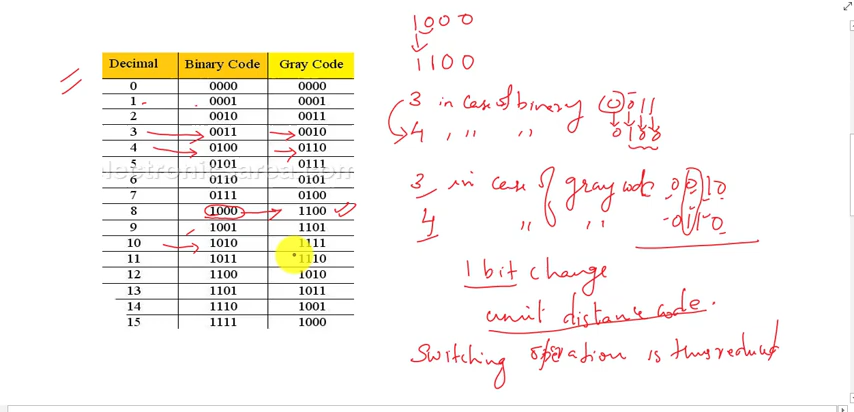 Decimal Binary Code Gray Code
0 0000 0000
1 0001 0001
2 0010 0011
3 0011 0010
4 0100 0110
5 0101 0111
6 0110 0101
7 0111 0100
8 1000 1100
9 1001 1101
10 1010 1111
11 1011 1110
12 1100 1010
13 1101 1011
14 1110 1001
15 1111 1000
1000
1100
3 in case of binary 0011
4 " " " 0100
3 in case of gray code 0010
4 " " 0110
1 bit change
unit distance code.
Switching operation is thus reduced